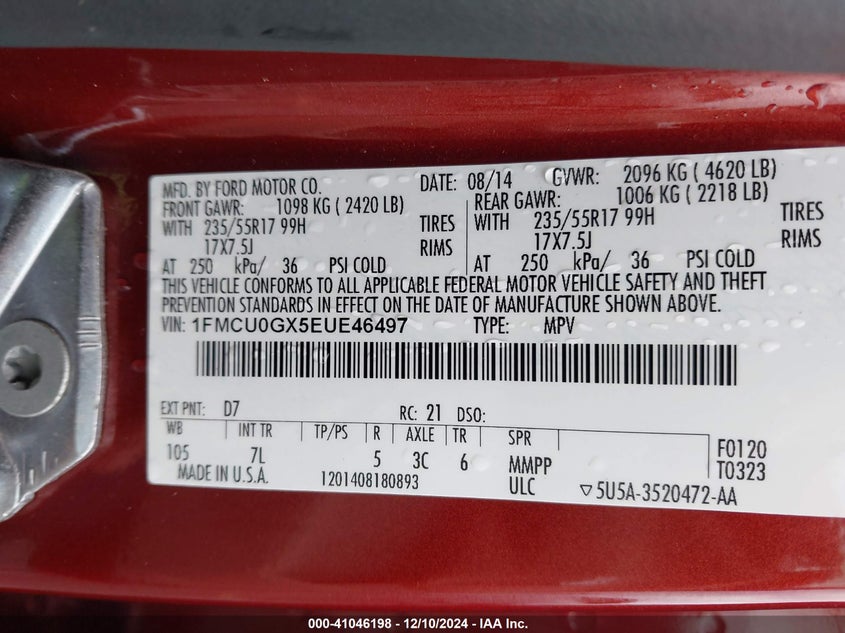 MFD. BY FORD MOTOR CO. DATE: 08/14 GVWR: 2096 KG ( 4620 LB)
FRONT GAWR: 1098 KG ( 2420 LB) REAR GAWR: 1006 KG ( 2218 LB)
WITH 235/55R17 99H TIRES WITH 235/55R17 99H TIRES
17X7.5J RIMS 17X7.5J RIMS
AT 250 kPa/ 36 PSI COLD AT 250 kPa/ 36 PSI COLD
THIS VEHICLE CONFORMS TO ALL APPLICABLE FEDERAL MOTOR VEHICLE SAFETY AND THEFT
PREVENTION STANDARDS IN EFFECT ON THE DATE OF MANUFACTURE SHOWN ABOVE.
VIN: 1FMCU0GX5EUE46497 TYPE: MPV
EXT PNT: D7 RC: 21 DSO:
WB INT TR TP/PS R AXLE TR SPR F0120
105 7L 5 3C 6 MMPP T0323
MADE IN U.S.A. 1201408180893 ULC ▽5U5A-3520472-AA
000-41046198 - 12/10/2024 - IAA Inc.